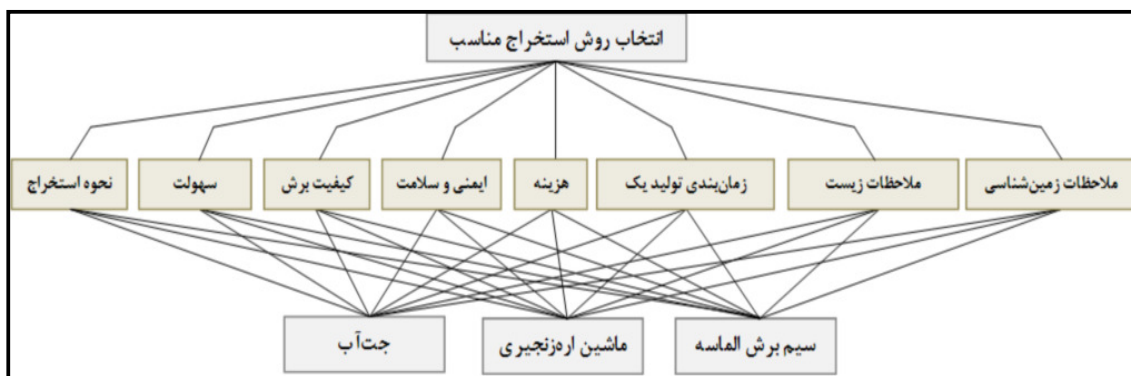 انتخاب روش استخراج مناسب
ملاحظات زمین‌شناسی
ملاحظات زیست
زمان‌بندی تولید یک
هزینه
ایمنی و سلامت
کیفیت برش
سهولت
نحوه استخراج
سیم برش الماسه
ماشین اره‌زنجیری
جت‌آب